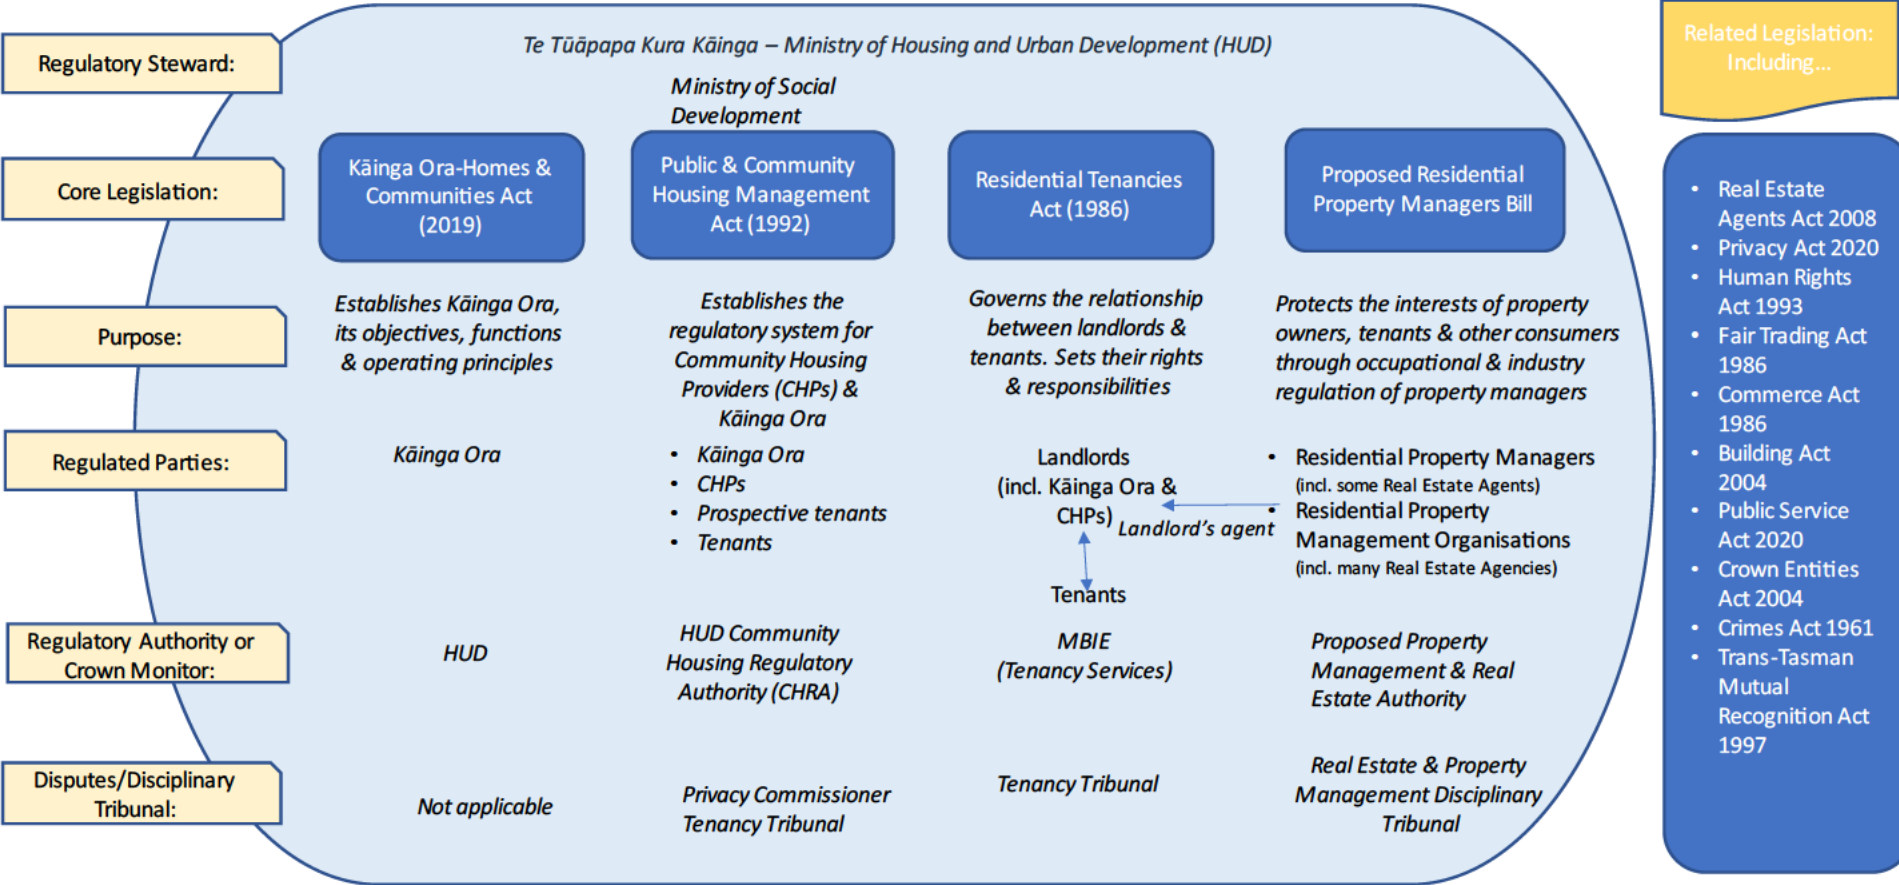 Regulatory Steward:
Te Tūāpapa Kura Kāinga – Ministry of Housing and Urban Development (HUD)
Ministry of Social
Development
Core Legislation:
Kāinga Ora-Homes &
Communities Act
(2019)
Public & Community
Housing Management
Act (1992)
Residential Tenancies
Act (1986)
Proposed Residential
Property Managers Bill
Purpose:
Establishes Kāinga Ora,
its objectives, functions
& operating principles
Establishes the
regulatory system for
Community Housing
Providers (CHPs) &
Kāinga Ora
Governs the relationship
between landlords &
tenants. Sets their rights
& responsibilities
Protects the interests of property
owners, tenants & other consumers
through occupational & industry
regulation of property managers
Regulated Parties:
Kāinga Ora
• Kāinga Ora
• CHPs
• Prospective tenants
• Tenants
Landlords
(incl. Kāinga Ora &
CHPs)
Landlord's agent
Tenants
• Residential Property Managers
(incl. some Real Estate Agents)
• Residential Property
Management Organisations
(incl. many Real Estate Agencies)
Regulatory Authority or
Crown Monitor:
HUD
HUD Community
Housing Regulatory
Authority (CHRA)
MBIE
(Tenancy Services)
Proposed Property
Management & Real
Estate Authority
Disputes/Disciplinary
Tribunal:
Not applicable
Privacy Commissioner
Tenancy Tribunal
Tenancy Tribunal
Real Estate & Property
Management Disciplinary
Tribunal
Related Legislation:
Including...
• Real Estate
Agents Act 2008
• Privacy Act 2020
• Human Rights
Act 1993
• Fair Trading Act
1986
• Commerce Act
1986
• Building Act
2004
• Public Service
Act 2020
• Crown Entities
Act 2004
• Crimes Act 1961
• Trans-Tasman
Mutual
Recognition Act
1997